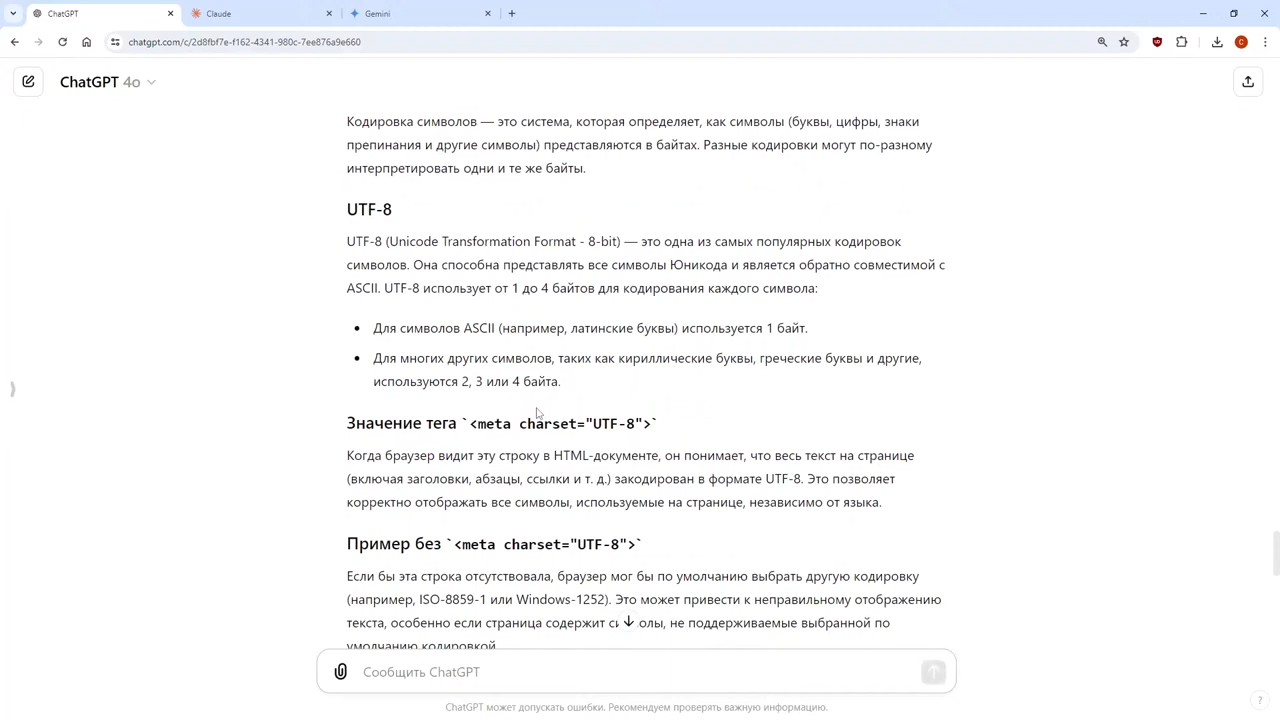 ChatGPT
Claude
Gemini
chatgpt.com/c/2d8fbf7e-f162-4341-980c-7ee876a9e660
ChatGPT 4o
Кодировка символов — это система, которая определяет, как символы (буквы, цифры, знаки
препинания и другие символы) представляются в байтах. Разные кодировки могут по-разному
интерпретировать одни и те же байты.
UTF-8
UTF-8 (Unicode Transformation Format - 8-bit) — это одна из самых популярных кодировок
символов. Она способна представлять все символы Юникода и является обратно совместимой с
ASCII. UTF-8 использует от 1 до 4 байтов для кодирования каждого символа:
• Для символов ASCII (например, латинские буквы) используется 1 байт.
• Для многих других символов, таких как кириллические буквы, греческие буквы и другие,
используются 2, 3 или 4 байта.
Значение тега `<meta charset="UTF-8">`
Когда браузер видит эту строку в HTML-документе, он понимает, что весь текст на странице
(включая заголовки, абзацы, ссылки и т. д.) закодирован в формате UTF-8. Это позволяет
корректно отображать все символы, используемые на странице, независимо от языка.
Пример без `<meta charset="UTF-8">`
Если бы эта строка отсутствовала, браузер мог бы по умолчанию выбрать другую кодировку
(например, ISO-8859-1 или Windows-1252). Это может привести к неправильному отображению
текста, особенно если страница содержит символы, не поддерживаемые выбранной по
умолчанию кодировкой.
Сообщить ChatGPT
ChatGPT может допускать ошибки. Рекомендуем проверять важную информацию.
?